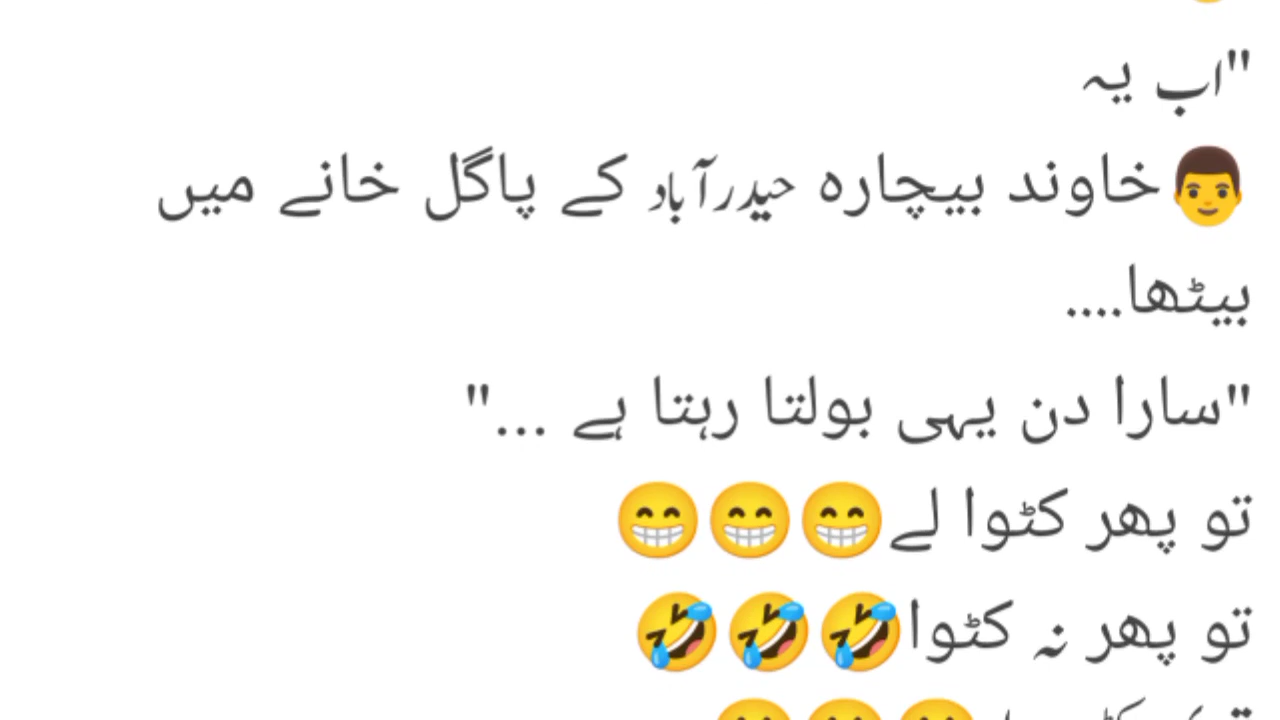 "اب یہ
👨خاوند بیچارہ حیدرآباد کے پاگل خانے میں
بیٹھا....
"سارا دن یہی بولتا رہتا ہے ..."
تو پھر کٹوا لے😁😁😁
تو پھر نہ کٹوا🤣🤣🤣